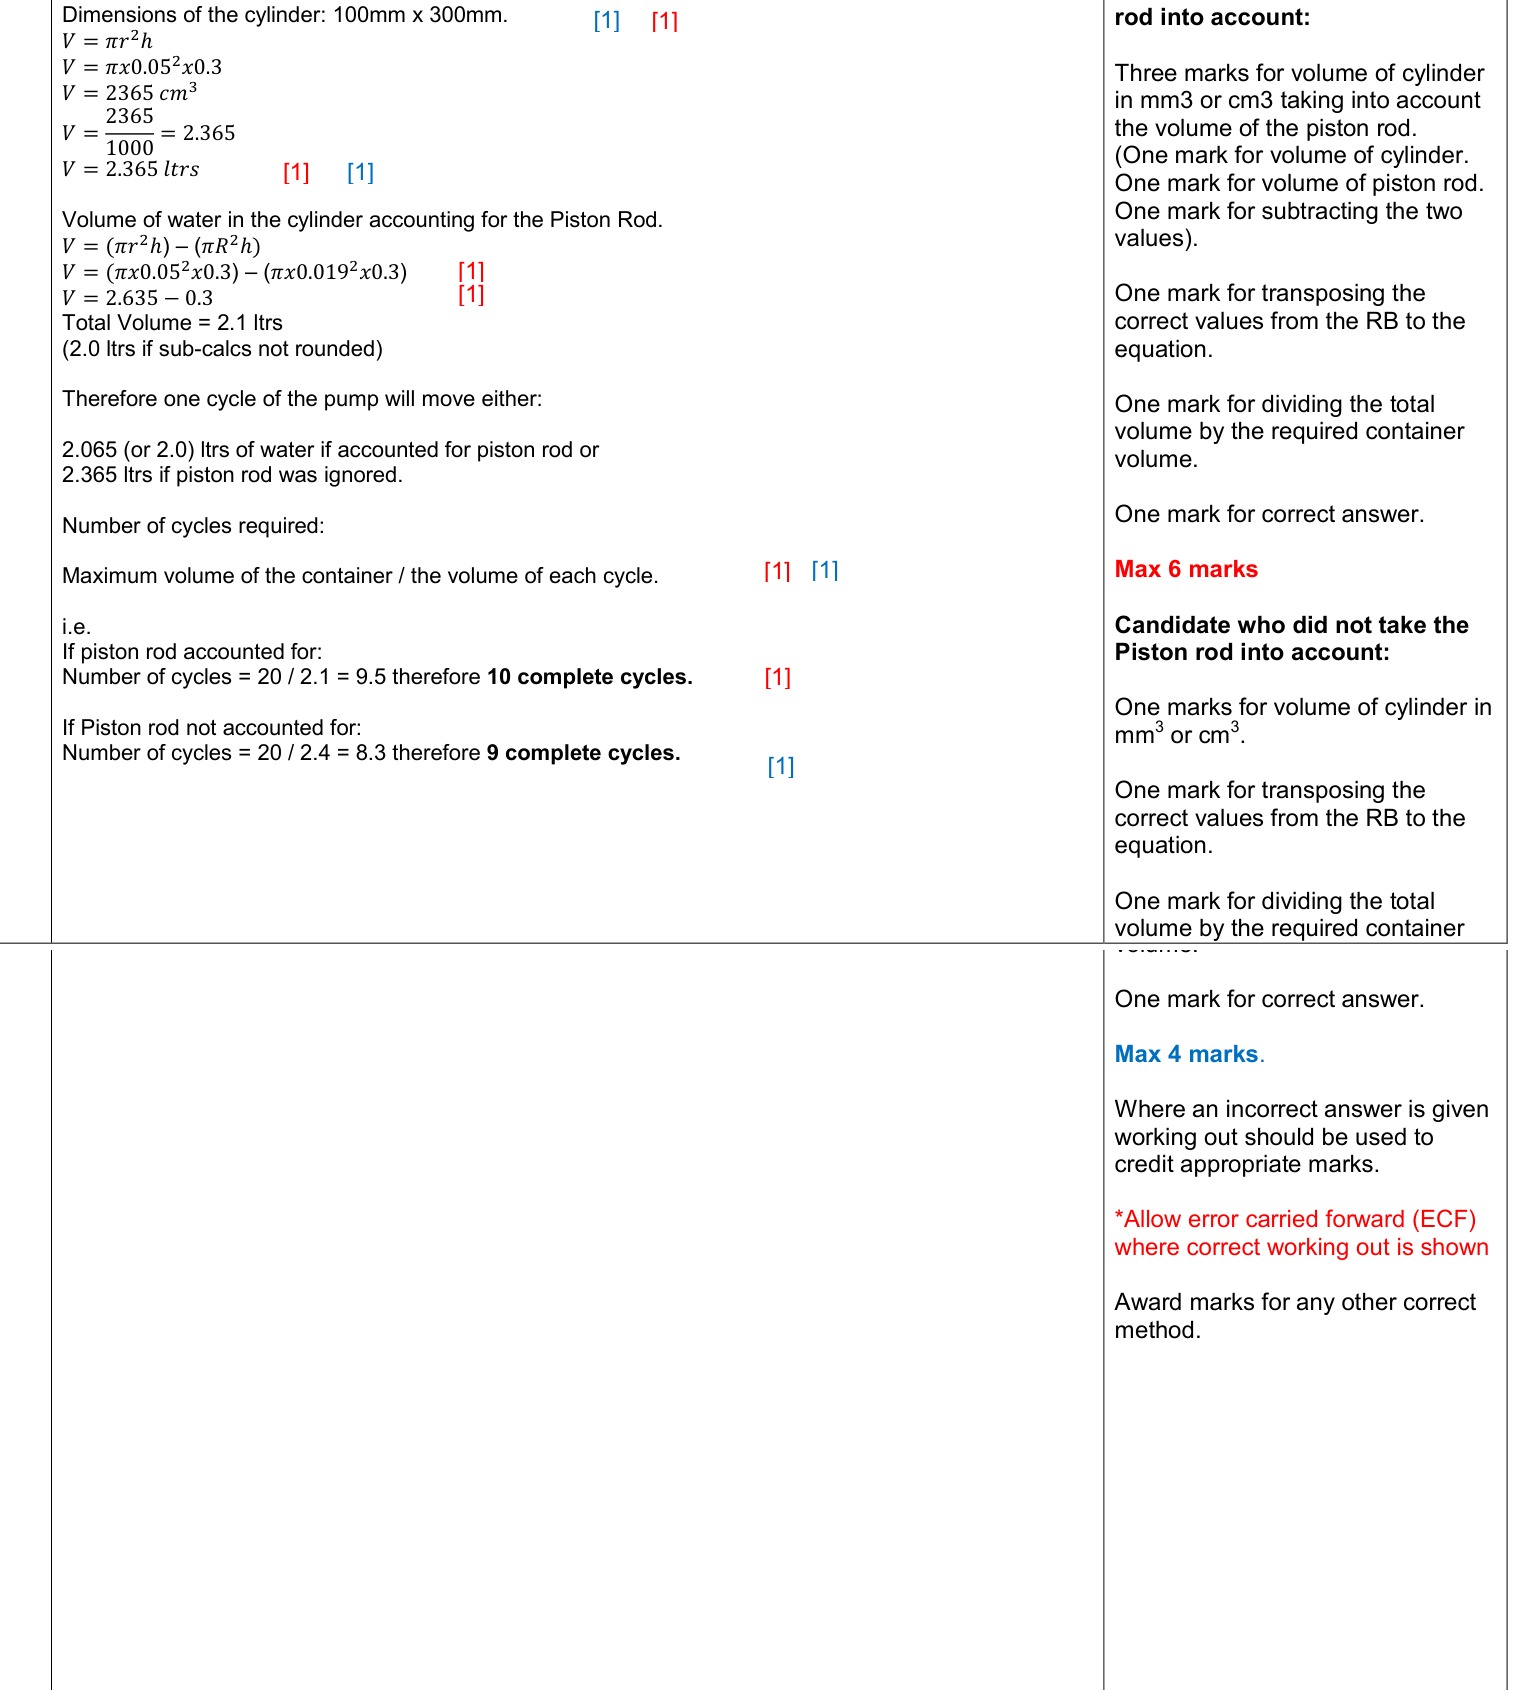 Dimensions of the cylinder: 100mm x 300mm. [1] [1]
V = πr²h
V = πx0.05²x0.3
V = 2365 cm³
V = 2365/1000 = 2.365
V = 2.365 ltrs [1] [1]
Volume of water in the cylinder accounting for the Piston Rod.
V = (πr²h) − (πR²h)
V = (πx0.05²x0.3) − (πx0.019²x0.3) [1]
V = 2.635 − 0.3 [1]
Total Volume = 2.1 ltrs
(2.0 ltrs if sub-calcs not rounded)
Therefore one cycle of the pump will move either:
2.065 (or 2.0) ltrs of water if accounted for piston rod or
2.365 ltrs if piston rod was ignored.
Number of cycles required:
Maximum volume of the container / the volume of each cycle. [1] [1]
i.e.
If piston rod accounted for:
Number of cycles = 20 / 2.1 = 9.5 therefore 10 complete cycles. [1]
If Piston rod not accounted for:
Number of cycles = 20 / 2.4 = 8.3 therefore 9 complete cycles.
[1]
rod into account:
Three marks for volume of cylinder
in mm3 or cm3 taking into account
the volume of the piston rod.
(One mark for volume of cylinder.
One mark for volume of piston rod.
One mark for subtracting the two
values).
One mark for transposing the
correct values from the RB to the
equation.
One mark for dividing the total
volume by the required container
volume.
One mark for correct answer.
Max 6 marks
Candidate who did not take the
Piston rod into account:
One marks for volume of cylinder in
mm³ or cm³.
One mark for transposing the
correct values from the RB to the
equation.
One mark for dividing the total
volume by the required container
One mark for correct answer.
Max 4 marks.
Where an incorrect answer is given
working out should be used to
credit appropriate marks.
*Allow error carried forward (ECF)
where correct working out is shown
Award marks for any other correct
method.